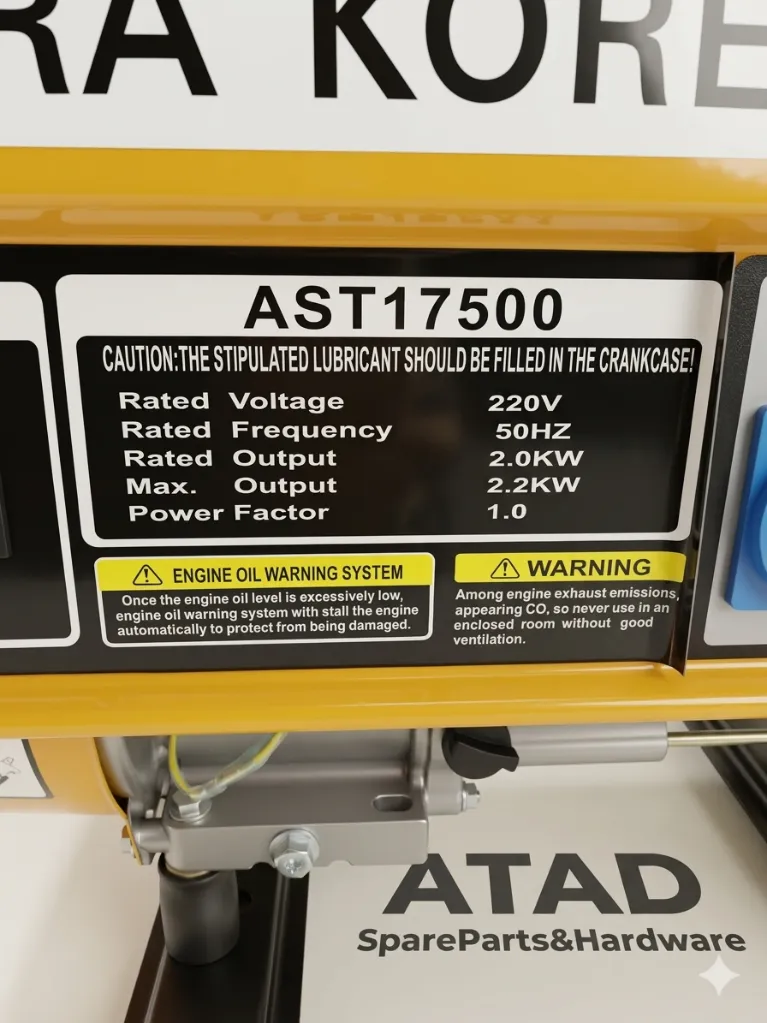 RA KORE
AST17500
CAUTION:THE STIPULATED LUBRICANT SHOULD BE FILLED IN THE CRANKCASE!
Rated Voltage 220V
Rated Frequency 50HZ
Rated Output 2.0KW
Max. Output 2.2KW
Power Factor 1.0
ENGINE OIL WARNING SYSTEM
Once the engine oil level is excessively low,
engine oil warning system with stall the engine
automatically to protect from being damaged.
WARNING
Among engine exhaust emissions,
appearing CO, so never use in an
enclosed room without good
ventilation.
ATAD
SpareParts&Hardware